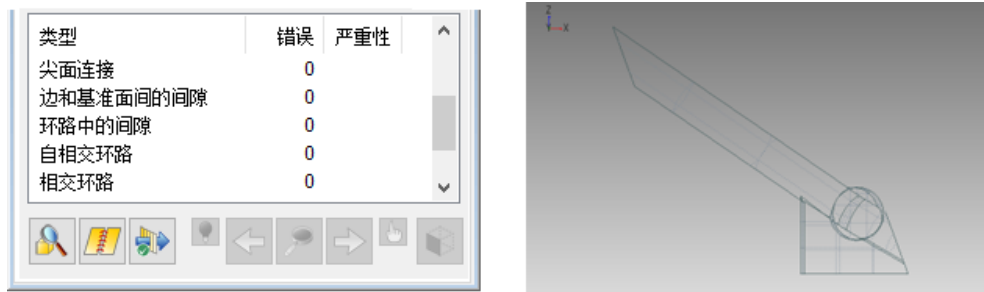 类型 错误 严重性
尖面连接 0
边和基准面间的间隙 0
环路中的间隙 0
自相交环路 0
相交环路 0
Z
Y X